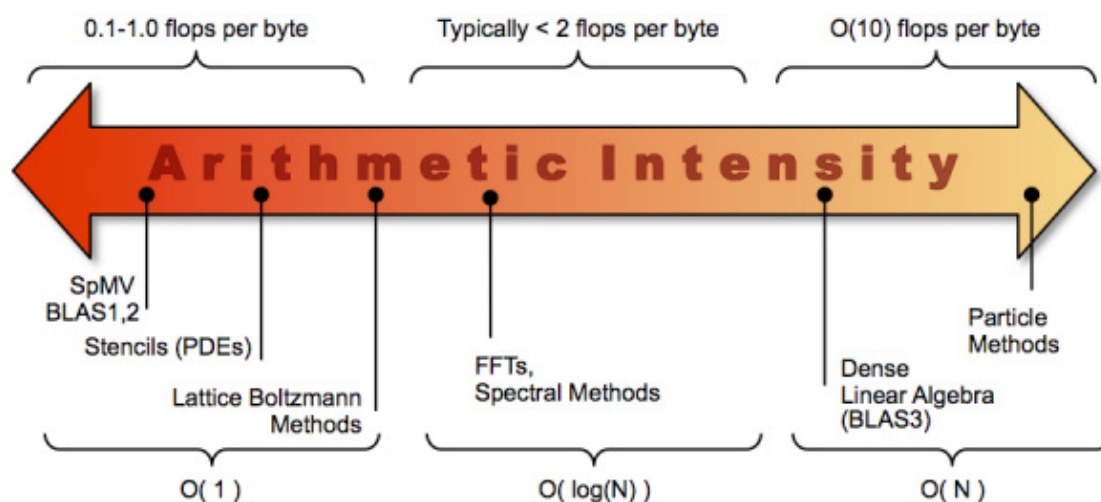 0.1-1.0 flops per byte
Typically < 2 flops per byte
O(10) flops per byte
Arithmetic Intensity
SpMV
BLAS1,2
Stencils (PDEs)
Lattice Boltzmann
Methods
FFTs,
Spectral Methods
Dense
Linear Algebra
(BLAS3)
Particle
Methods
O( 1 )
O( log(N) )
O( N )